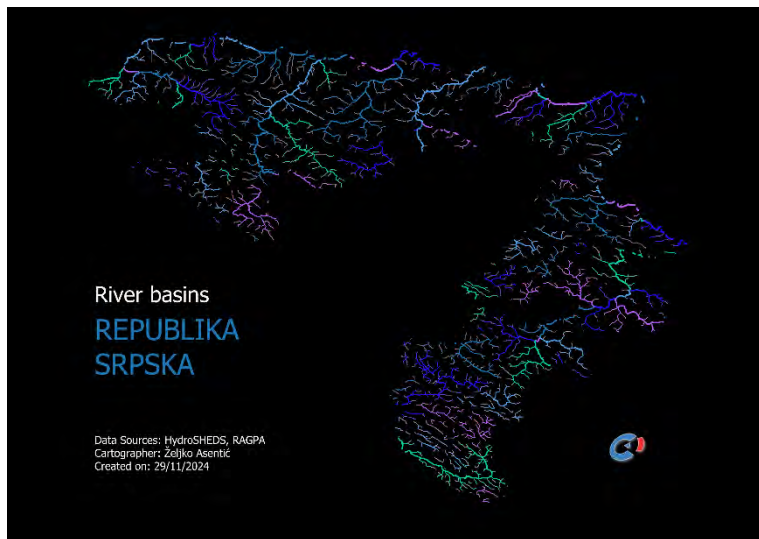 River basins
REPUBLIKA
SRPSKA
Data Sources: HydroSHEDS, RAGPA
Cartographer: Željko Asentić
Created on: 29/11/2024